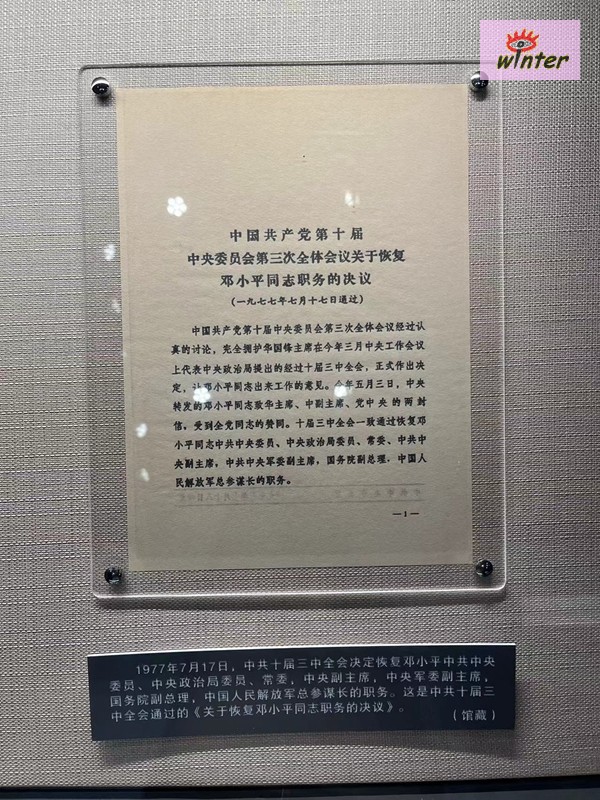 winter
中国共产党第十届
中央委员会第三次全体会议关于恢复
邓小平同志职务的决议
(一九七七年七月十七日通过)
中国共产党第十届中央委员会第三次全体会议经过认
真的讨论，完全拥护华国锋主席在今年三月中央工作会议
上代表中央政治局提出的经过十届三中全会，正式作出决
定，让邓小平同志出来工作的意见。今年五月三日，中央
转发的邓小平同志致华主席、叶副主席、党中央的两封
信，受到全党同志的赞同。十届三中全会一致通过恢复邓
小平同志中共中央委员、中央政治局委员、常委，中共中
央副主席，中共中央军委副主席，国务院副总理，中国人
民解放军总参谋长的职务。
—1—
1977年7月17日，中共十届三中全会决定恢复邓小平中共中央
委员、中央政治局委员、常委，中央副主席，中央军委副主席，
国务院副总理，中国人民解放军总参谋长的职务。这是中共十届三
中全会通过的《关于恢复邓小平同志职务的决议》。
（馆藏）